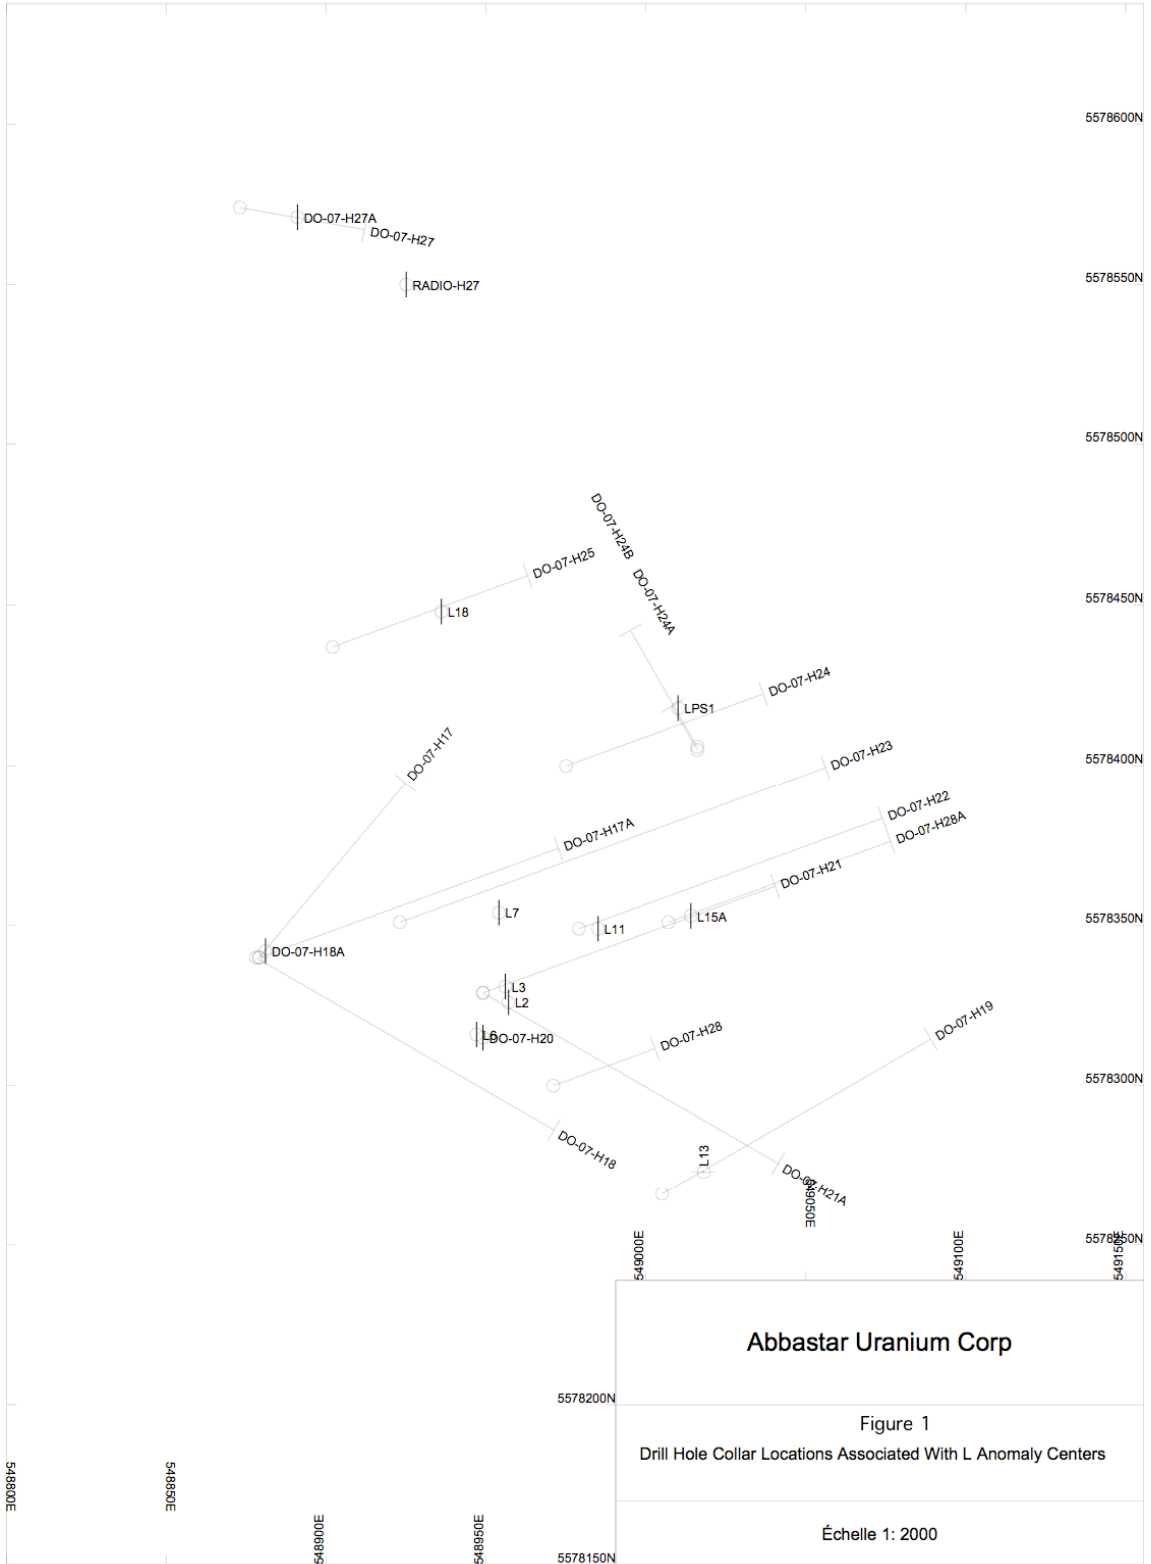 5578600N
DO-07-H27A
DO-07-H27
5578550N
RADIO-H27
5578500N
DO-07-H24B
DO-07-H25
DO-07-H24A
5578450N
L18
DO-07-H24
LPS1
DO-07-H17
DO-07-H23
5578400N
DO-07-H22
DO-07-H17A
DO-07-H28A
DO-07-H21
L7
L15A
5578350N
L11
DO-07-H18A
L3
L2
DO-07-H19
L6
DO-07-H20
DO-07-H28
5578300N
DO-07-H18
L13
DO-07-H21A
549050E
549000E
549100E
549150E
5578250N
Abbastar Uranium Corp
5578200N
Figure 1
Drill Hole Collar Locations Associated With L Anomaly Centers
548800E
548850E
548900E
548950E
Échelle 1: 2000
5578150N